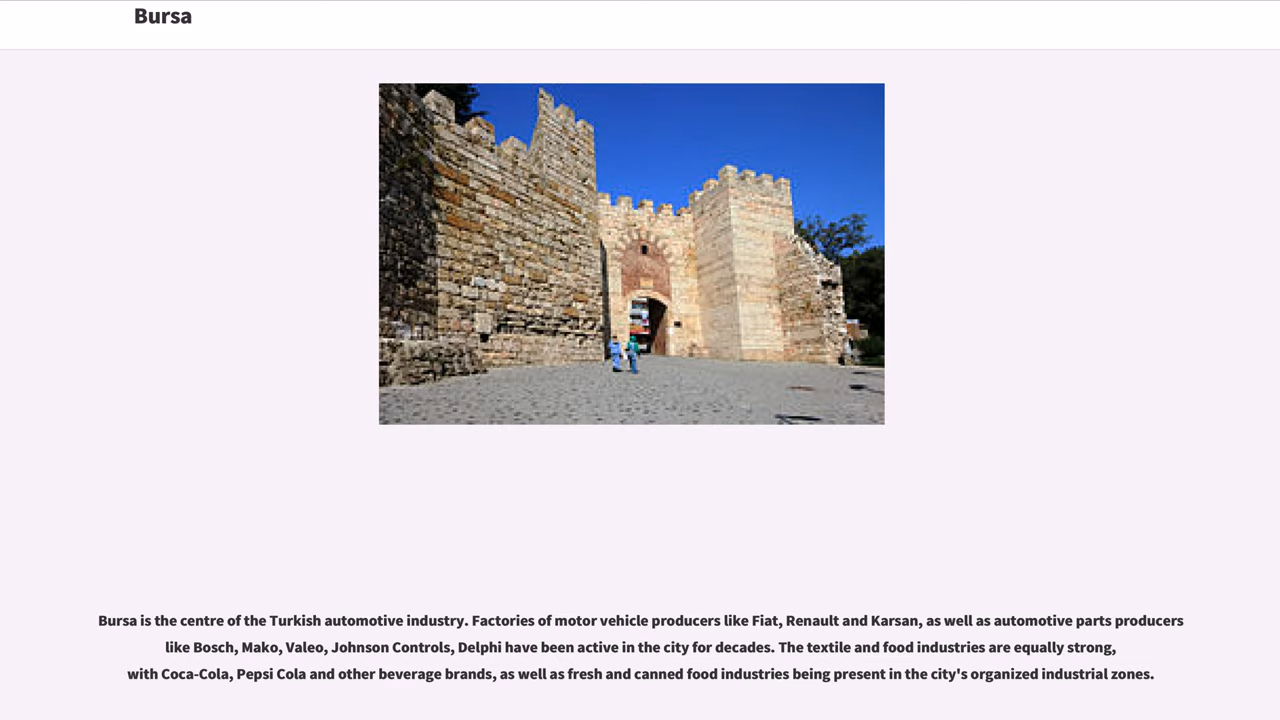 Bursa
Bursa is the centre of the Turkish automotive industry. Factories of motor vehicle producers like Fiat, Renault and Karsan, as well as automotive parts producers
like Bosch, Mako, Valeo, Johnson Controls, Delphi have been active in the city for decades. The textile and food industries are equally strong,
with Coca-Cola, Pepsi Cola and other beverage brands, as well as fresh and canned food industries being present in the city's organized industrial zones.